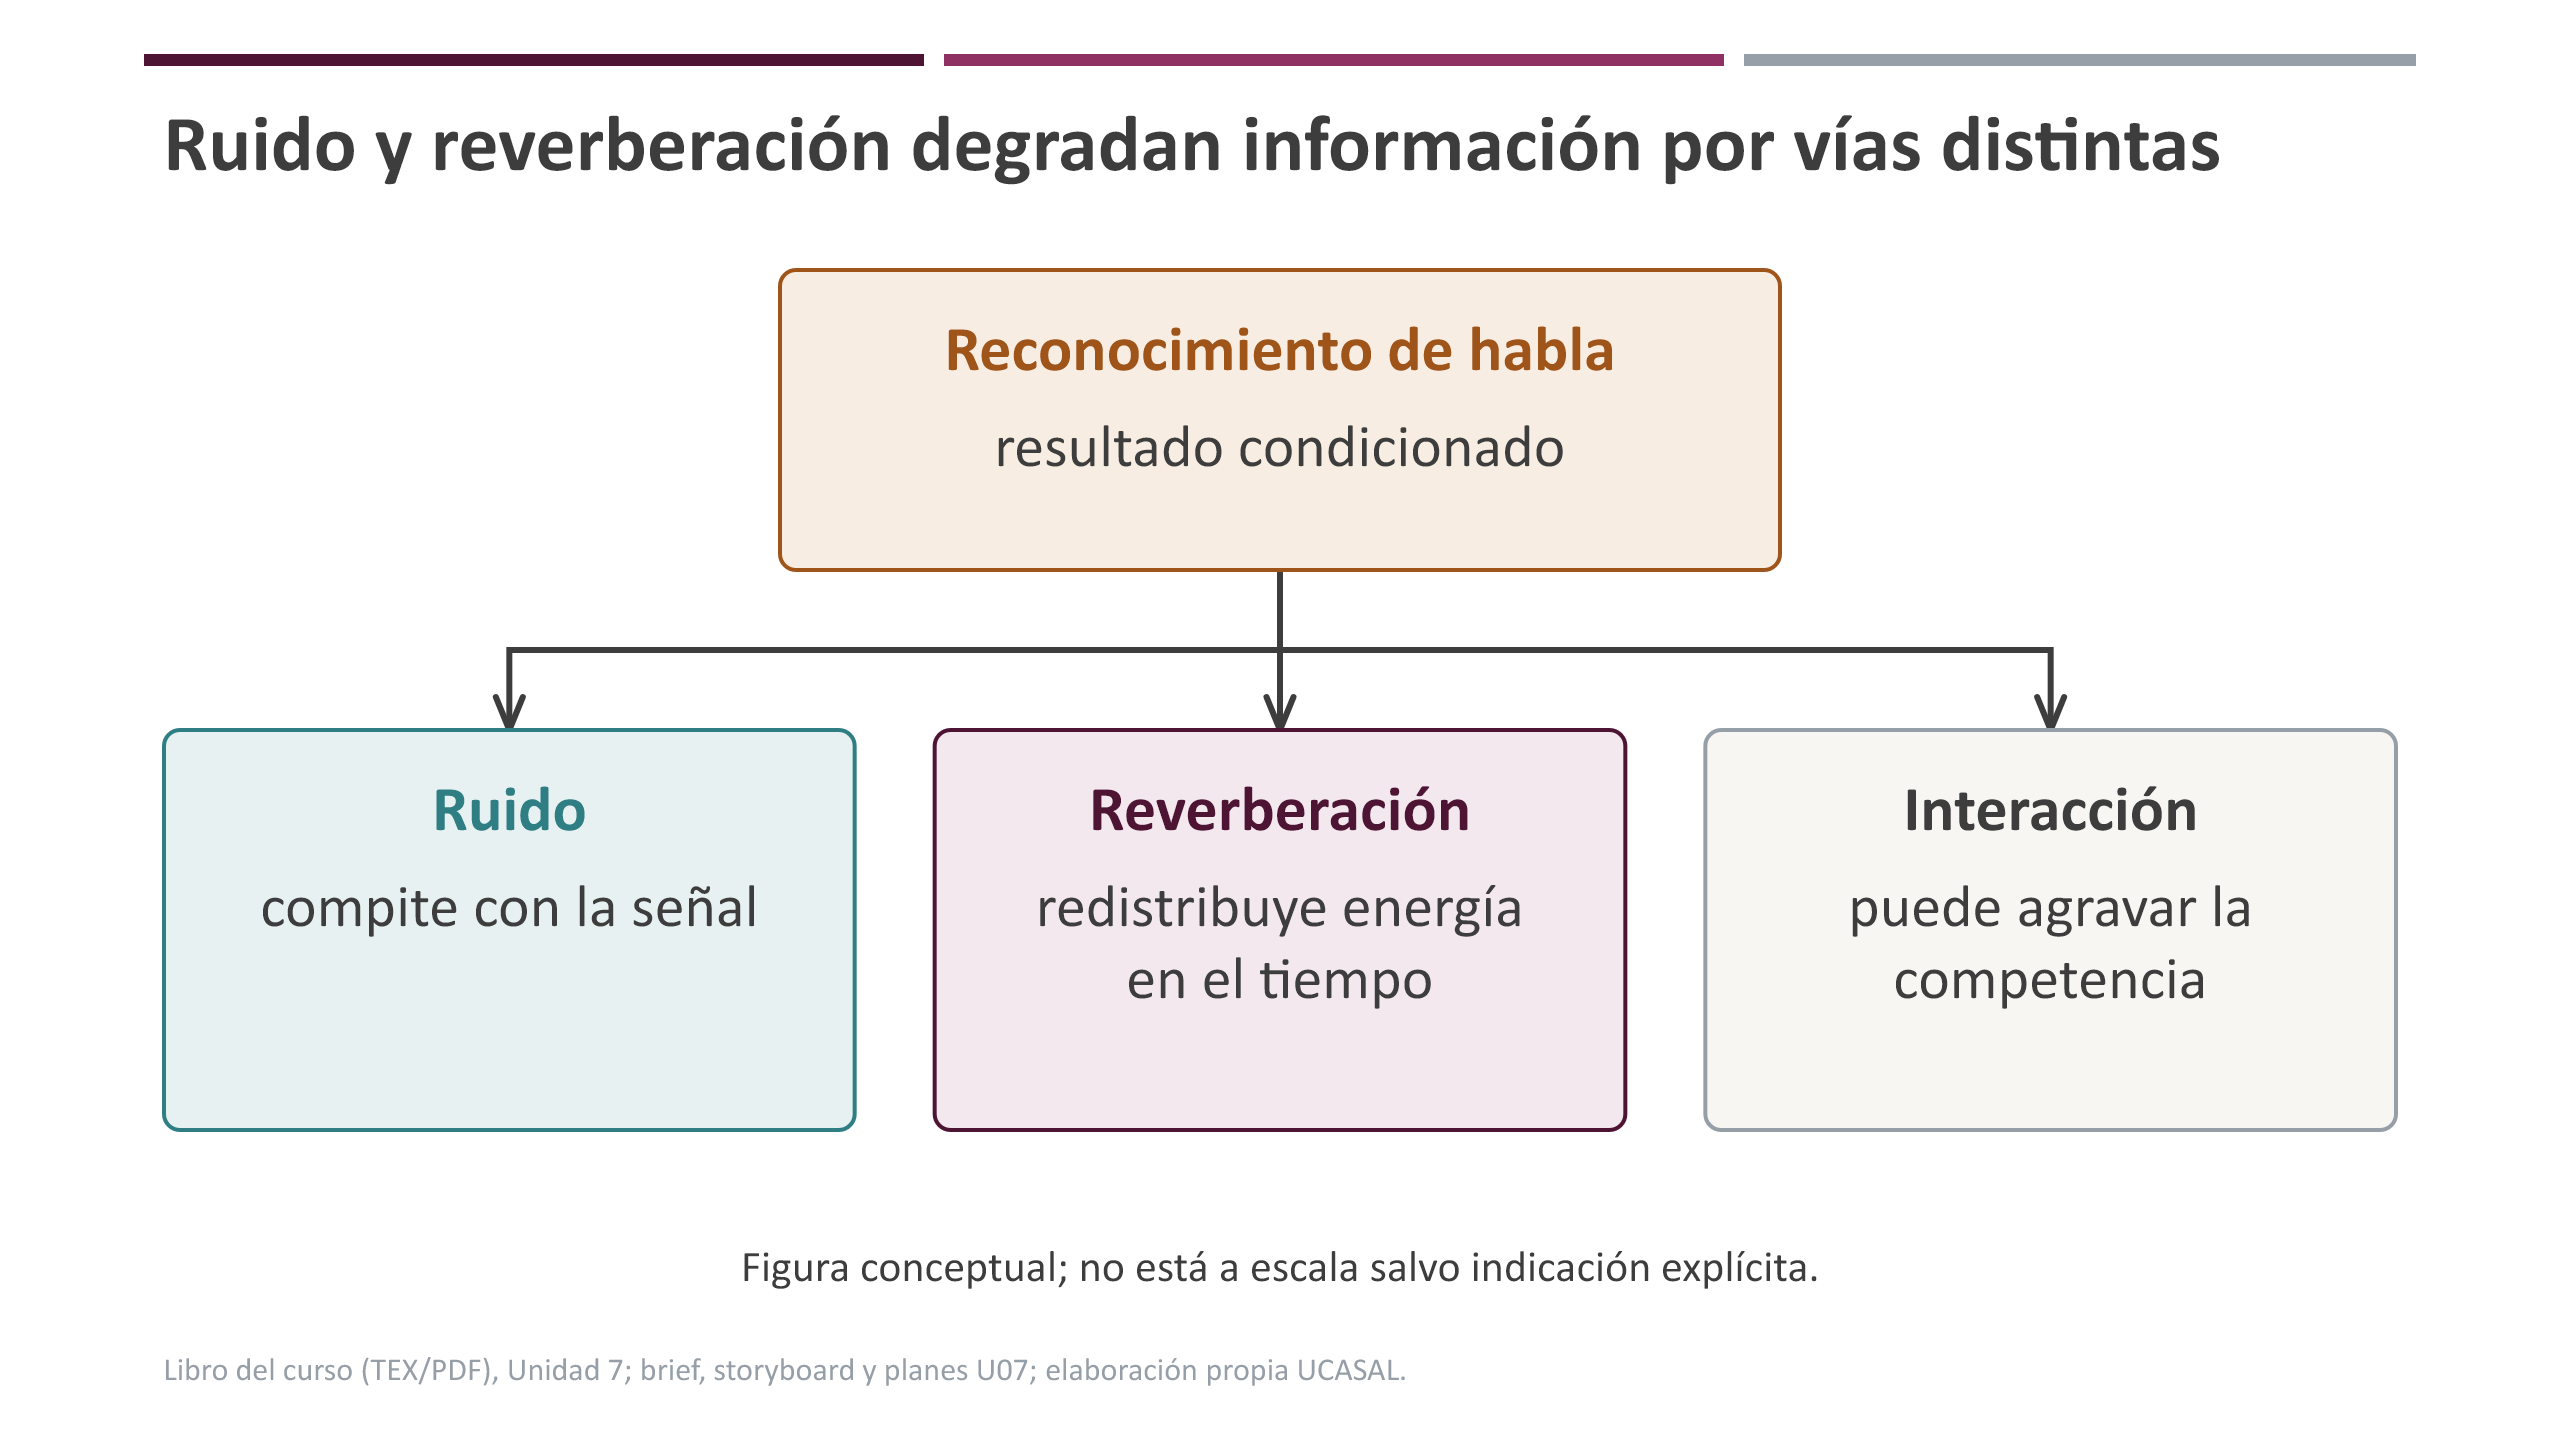 Ruido y reverberación degradan información por vías distintas
Reconocimiento de habla
resultado condicionado
Ruido
compite con la señal
Reverberación
redistribuye energía
en el tiempo
Interacción
puede agravar la
competencia
Figura conceptual; no está a escala salvo indicación explícita.
Libro del curso (TEX/PDF), Unidad 7; brief, storyboard y planes U07; elaboración propia UCASAL.